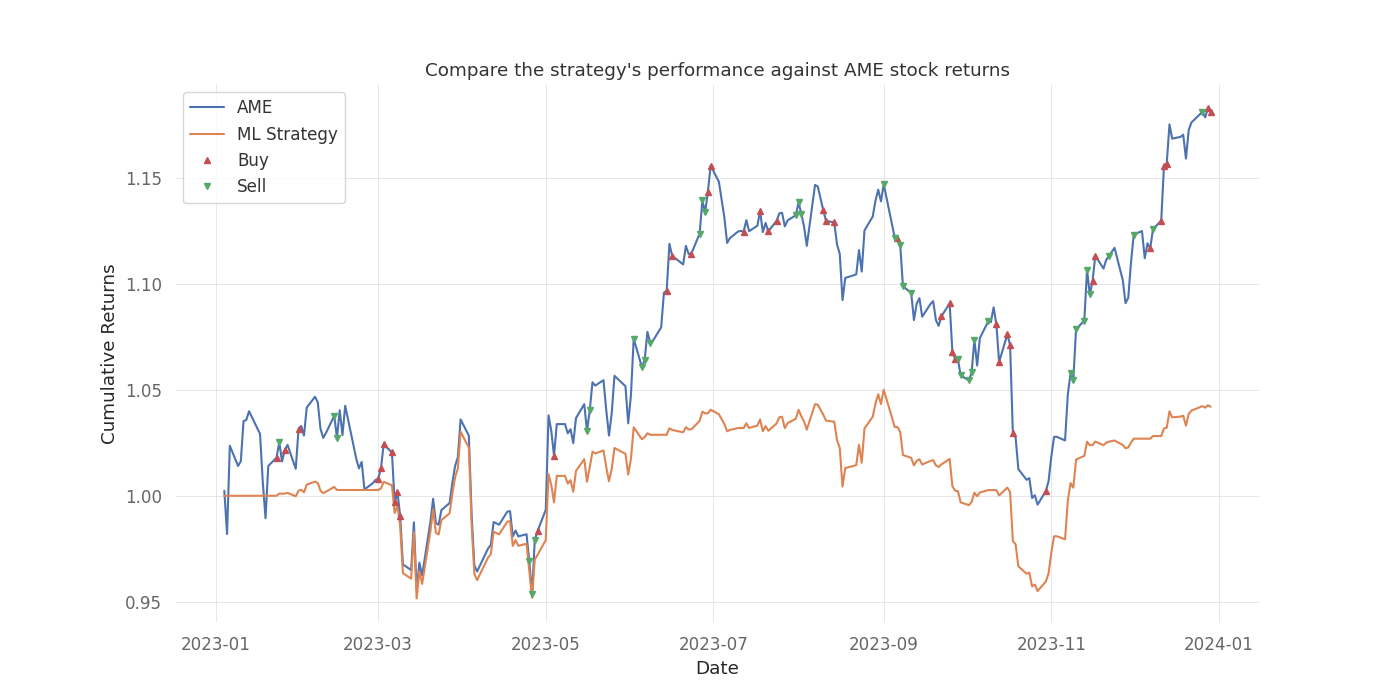 Compare the strategy's performance against AME stock returns
AME
ML Strategy
Buy
Sell
Cumulative Returns
1.15
1.10
1.05
1.00
0.95
2023-01
2023-03
2023-05
2023-07
2023-09
2023-11
2024-01
Date